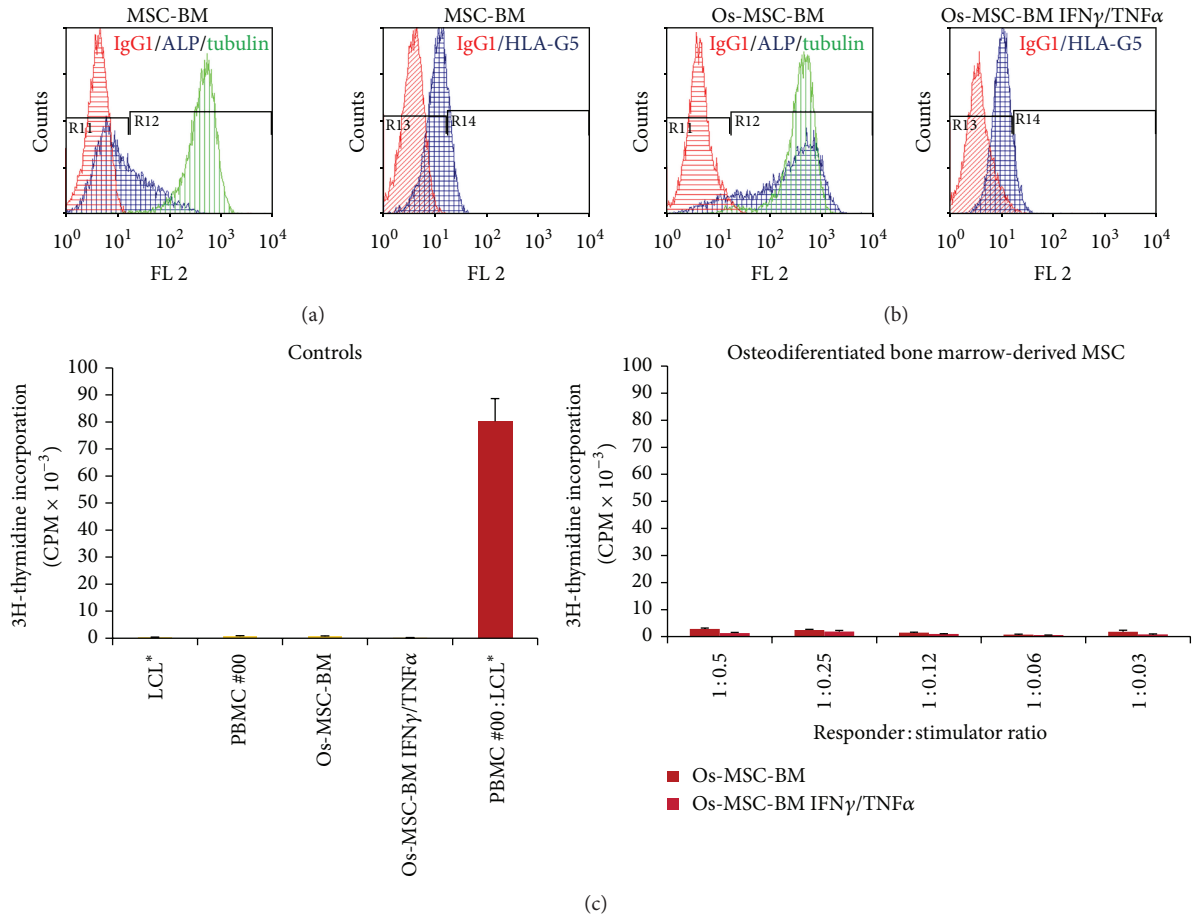 MSC-BM
IgG1/ALP/tubulin
R11
R12
Counts
10⁰ 10¹ 10² 10³ 10⁴
FL 2
MSC-BM
IgG1/HLA-G5
R13
R14
Counts
10⁰ 10¹ 10² 10³ 10⁴
FL 2
(a)
Os-MSC-BM
IgG1/ALP/tubulin
R11
R12
Counts
10⁰ 10¹ 10² 10³ 10⁴
FL 2
Os-MSC-BM IFNγ/TNFα
IgG1/HLA-G5
R13
R14
Counts
10⁰ 10¹ 10² 10³ 10⁴
FL 2
(b)
Controls
3H-thymidine incorporation
(CPM × 10⁻³)
100
90
80
70
60
50
40
30
20
10
0
LCL*
PBMC #00
Os-MSC-BM
Os-MSC-BM IFNγ/TNFα
PBMC #00 : LCL*
Osteodiferentiated bone marrow-derived MSC
3H-thymidine incorporation
(CPM × 10⁻³)
100
90
80
70
60
50
40
30
20
10
0
1 : 0.5
1 : 0.25
1 : 0.12
1 : 0.06
1 : 0.03
Responder : stimulator ratio
Os-MSC-BM
Os-MSC-BM IFNγ/TNFα
(c)